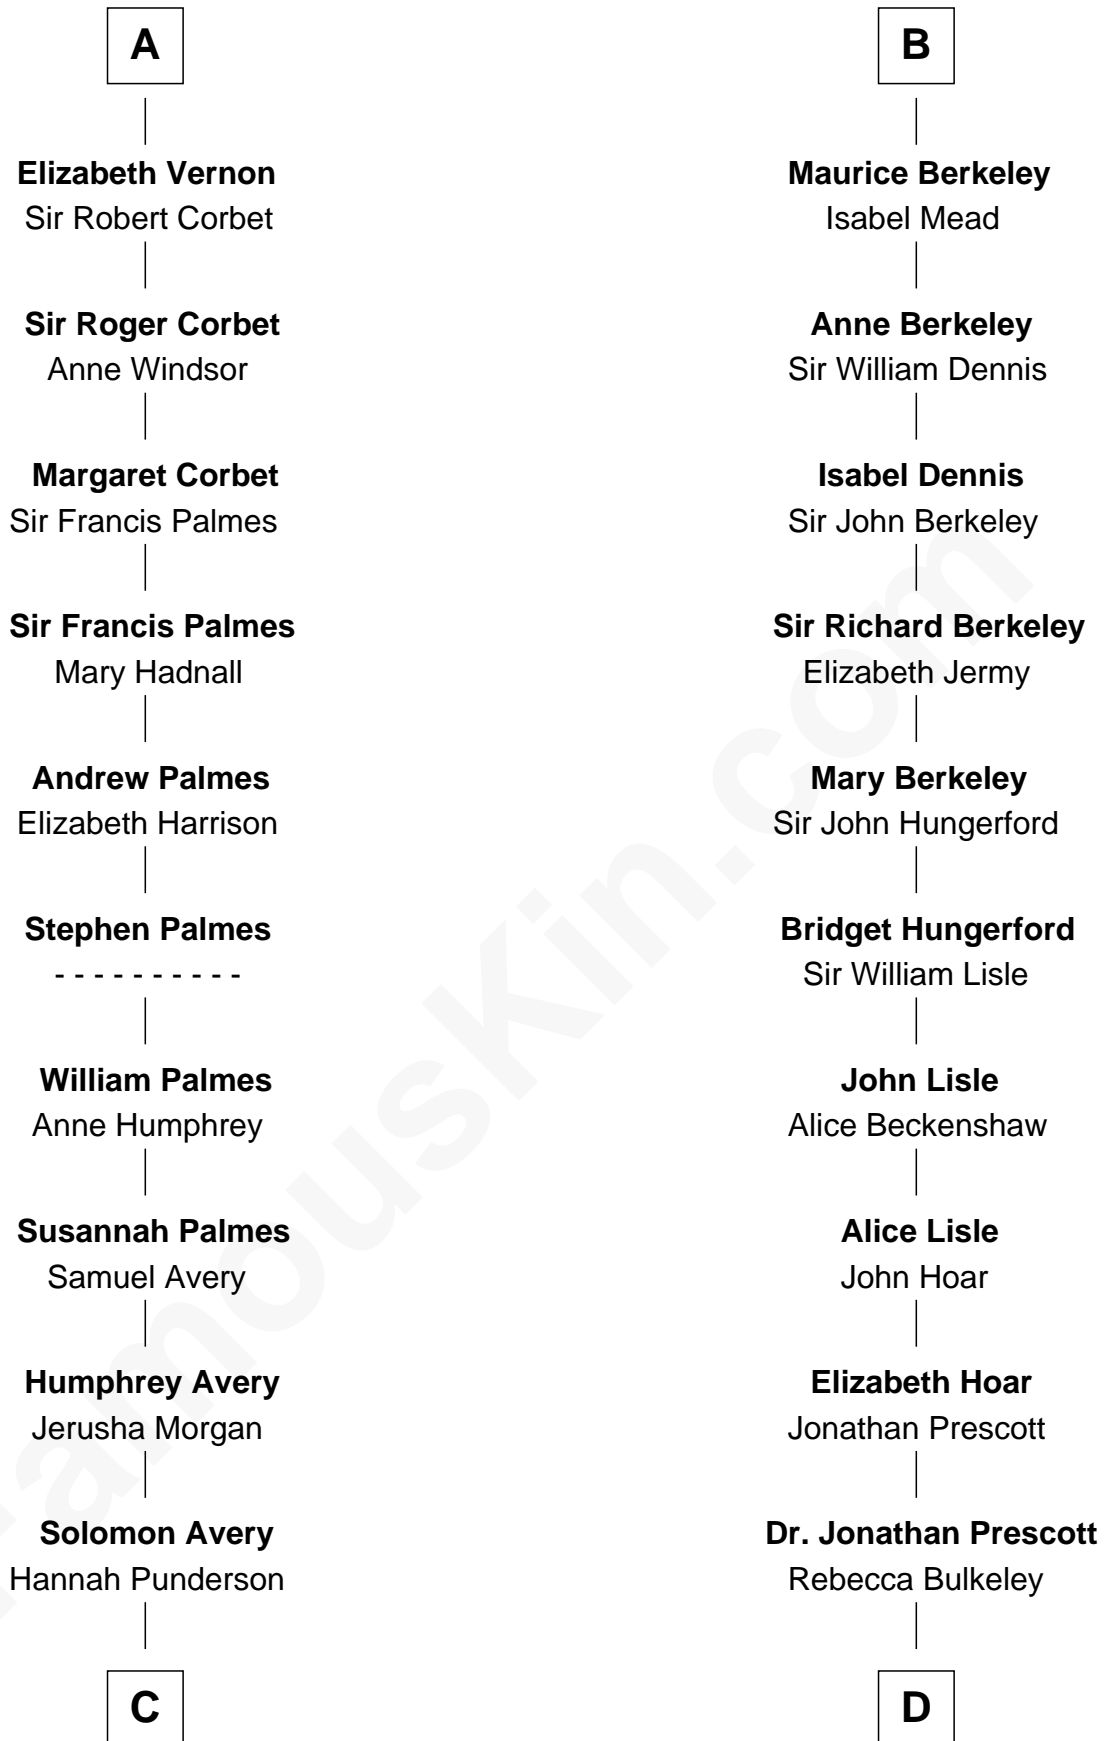 A
Elizabeth Vernon
Sir Robert Corbet
Sir Roger Corbet
Anne Windsor
Margaret Corbet
Sir Francis Palmes
Sir Francis Palmes
Mary Hadnall
Andrew Palmes
Elizabeth Harrison
Stephen Palmes
- - - - - - - - - -
William Palmes
Anne Humphrey
Susannah Palmes
Samuel Avery
Humphrey Avery
Jerusha Morgan
Solomon Avery
Hannah Punderson
C
B
Maurice Berkeley
Isabel Mead
Anne Berkeley
Sir William Dennis
Isabel Dennis
Sir John Berkeley
Sir Richard Berkeley
Elizabeth Jermy
Mary Berkeley
Sir John Hungerford
Bridget Hungerford
Sir William Lisle
John Lisle
Alice Beckenshaw
Alice Lisle
John Hoar
Elizabeth Hoar
Jonathan Prescott
Dr. Jonathan Prescott
Rebecca Bulkeley
D
FamousKin.com